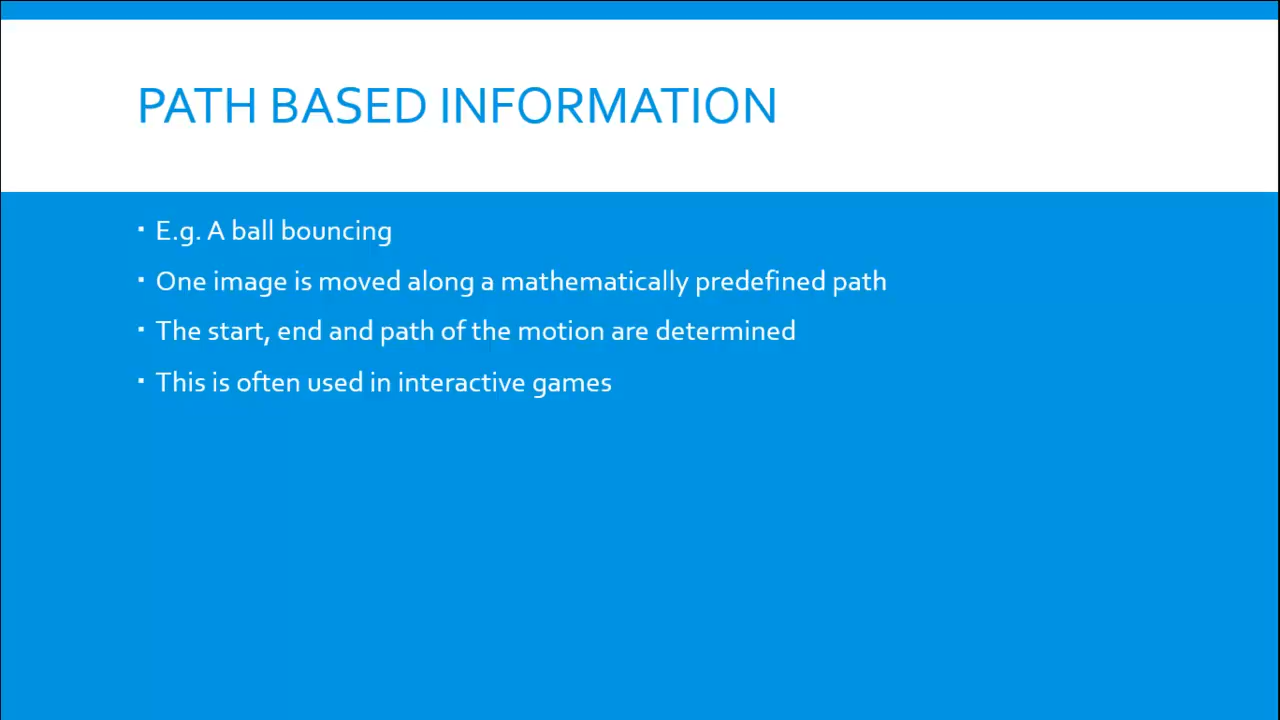 PATH BASED INFORMATION
▪ E.g. A ball bouncing
▪ One image is moved along a mathematically predefined path
▪ The start, end and path of the motion are determined
▪ This is often used in interactive games